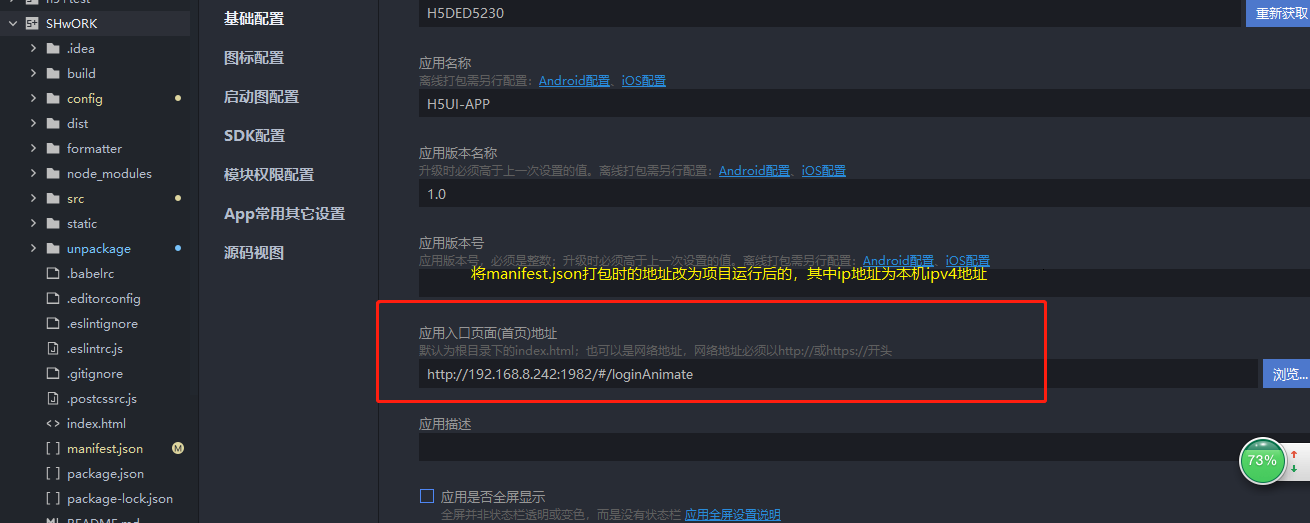 h5Test
SHwORK
.idea
build
config
dist
formatter
node_modules
src
static
unpackage
.babelrc
.editorconfig
.eslintignore
.eslintrc.js
.gitignore
.postcssrc.js
index.html
manifest.json
M
package.json
package-lock.json
README.md
基础配置
图标配置
启动图配置
SDK配置
模块权限配置
App常用其它设置
源码视图
H5DED5230
重新获取
应用名称
离线打包需另行配置：Android配置、iOS配置
H5UI-APP
应用版本名称
升级时必须高于上一次设置的值。离线打包需另行配置：Android配置、iOS配置
1.0
应用版本号
应用版本号，必须是整数；升级时必须高于上一次设置的值。离线打包需另行配置：Android配置、iOS配置
将manifest.json打包时的地址改为项目运行后的，其中ip地址为本机ipv4地址
应用入口页面(首页)地址
默认为根目录下的index.html；也可以是网络地址，网络地址必须以http://或https://开头
http://192.168.8.242:1982/#/loginAnimate
浏览...
应用描述
73%
应用是否全屏显示
全屏并非状态栏透明或变色，而是没有状态栏 应用全屏设置说明